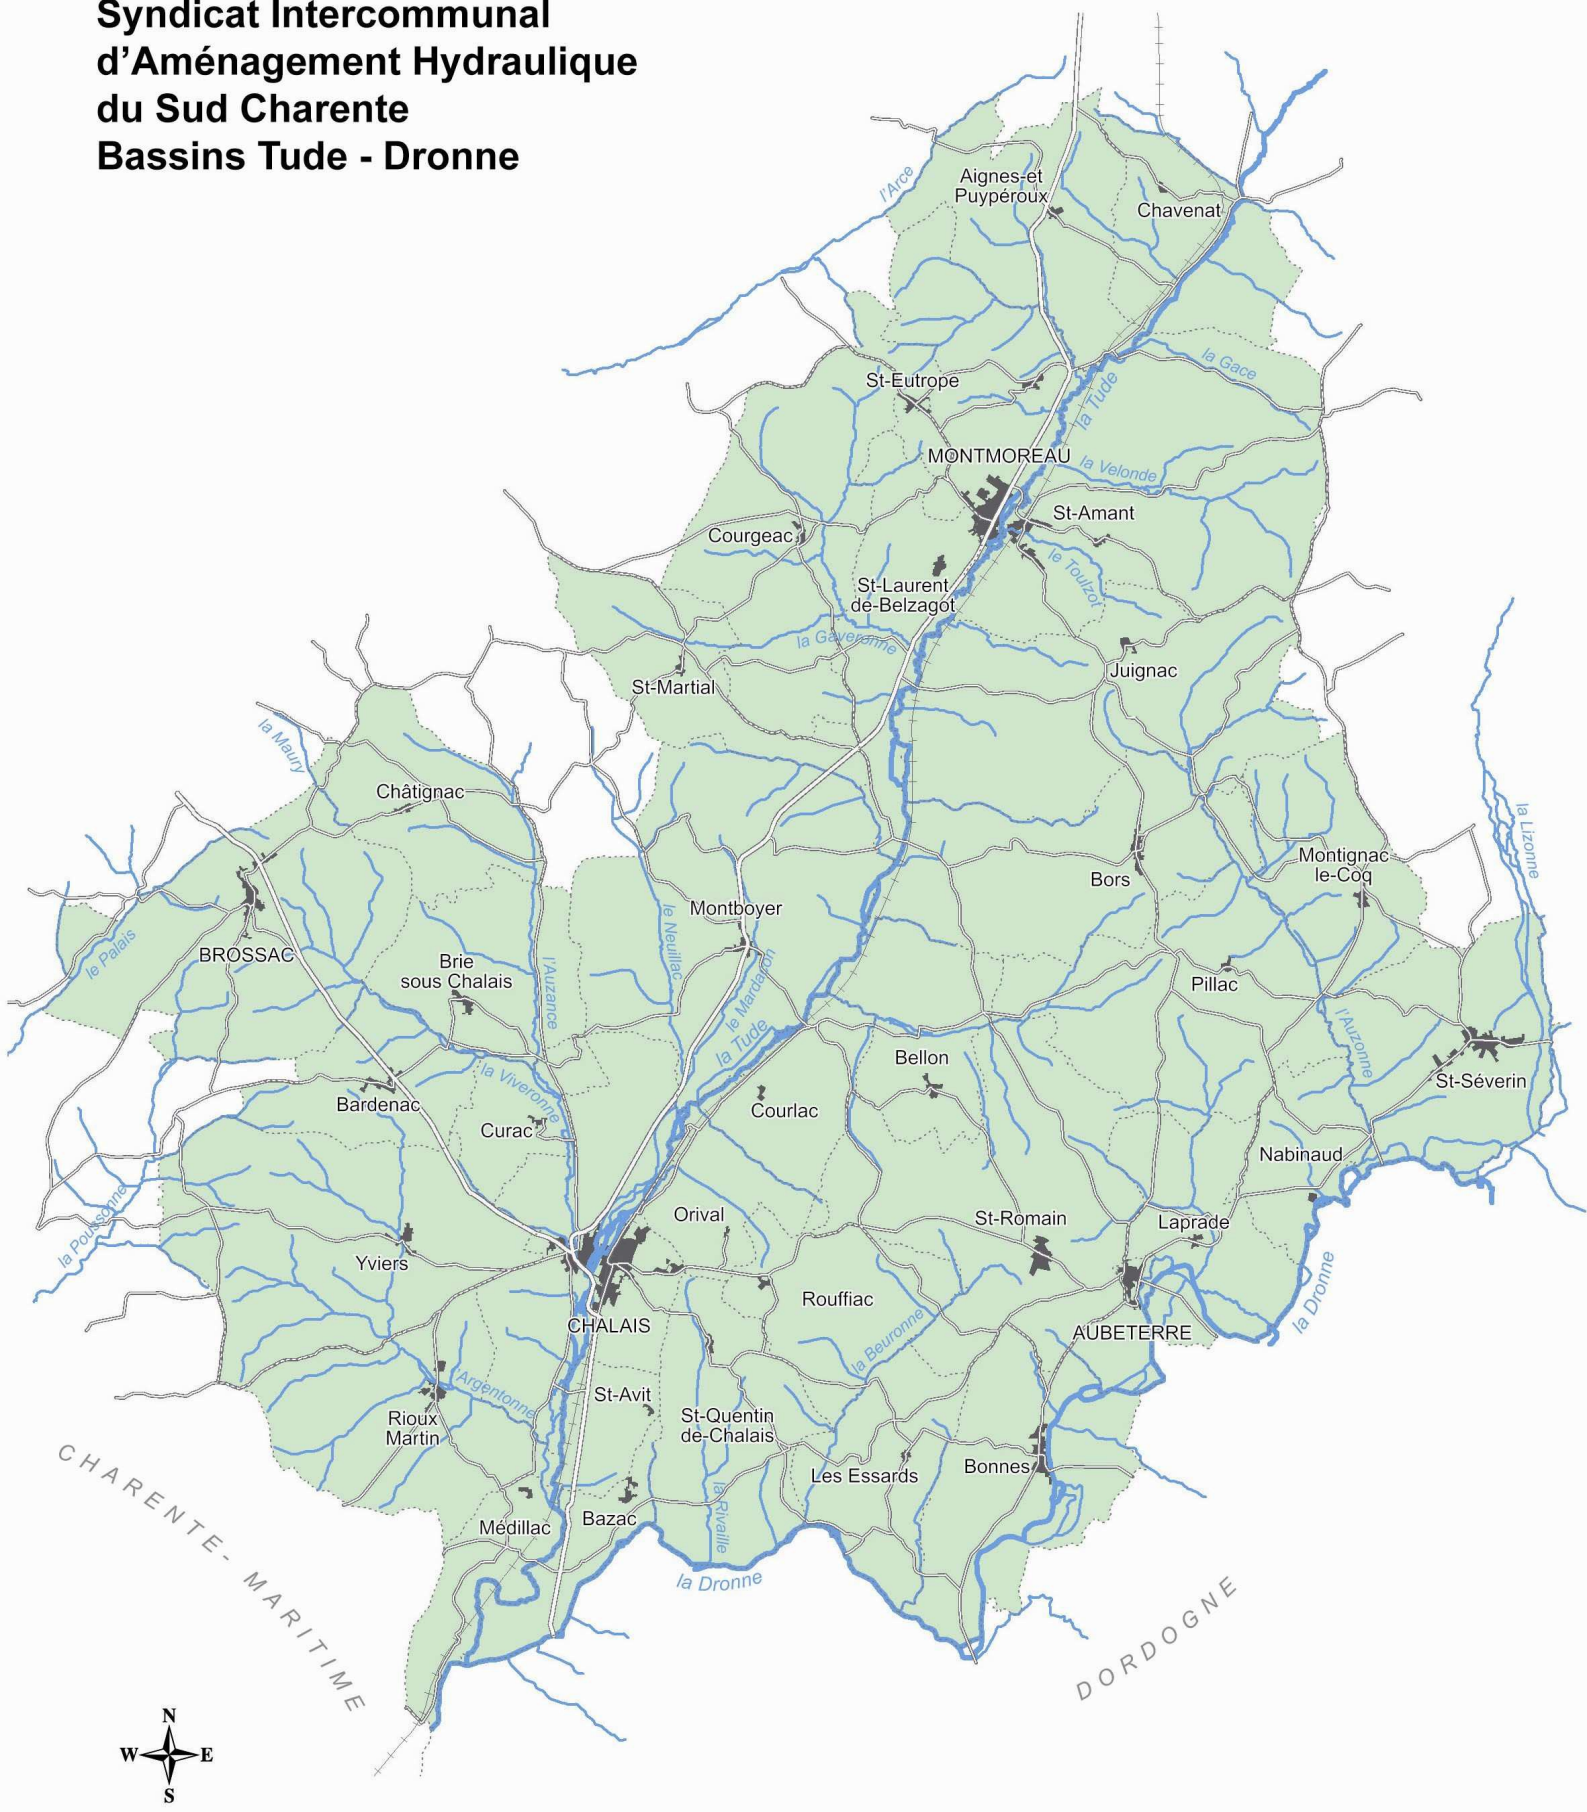 Syndicat Intercommunal
d'Aménagement Hydraulique
du Sud Charente
Bassins Tude - Dronne
l'Arce
Aignes-et
Puypéroux
Chavenat
la Gace
St-Eutrope
la Tude
MONTMOREAU
la Velonde
St-Amant
Courgeac
le Toulzot
St-Laurent
de-Belzagot
la Gaveronne
Juignac
St-Martial
la Maury
Châtignac
la Lizonne
Montignac
le-Coq
Bors
Montboyer
le Neuillac
le Palais
BROSSAC
Brie
sous Chalais
l'Auzance
le Mardançon
la Tude
Pillac
l'Auzonne
Bellon
St-Séverin
la Viveronne
Bardenac
Courlac
Curac
Nabinaud
la Poussonne
Orival
St-Romain
Laprade
Yviers
la Dronne
Rouffiac
CHALAIS
la Beuronne
AUBETERRE
l'Argentonne
St-Avit
Rioux
Martin
St-Quentin
de-Chalais
Les Essards
Bonnes
CHARENTE- MARITIME
la Rivaille
Médillac
Bazac
la Dronne
DORDOGNE
N
W E
S